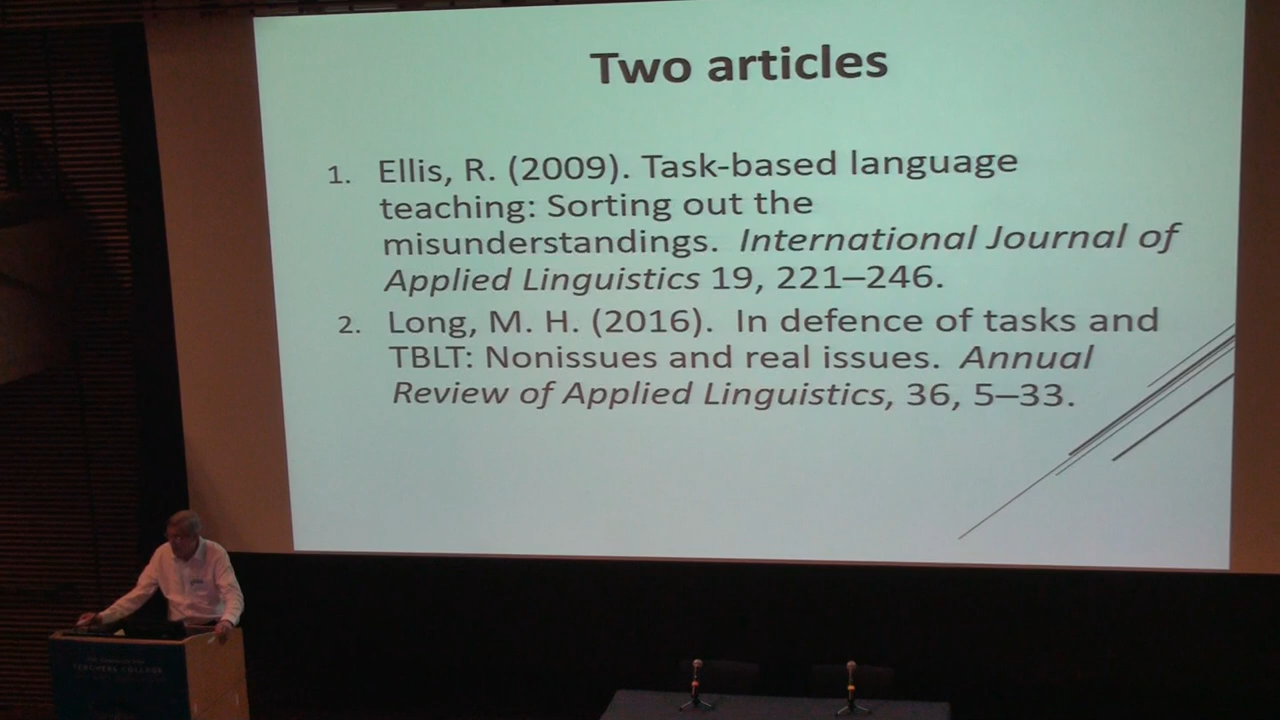 Two articles
1. Ellis, R. (2009). Task-based language
teaching: Sorting out the
misunderstandings. International Journal of
Applied Linguistics 19, 221–246.
2. Long, M. H. (2016). In defence of tasks and
TBLT: Nonissues and real issues. Annual
Review of Applied Linguistics, 36, 5–33.
TEACHERS COLLEGE